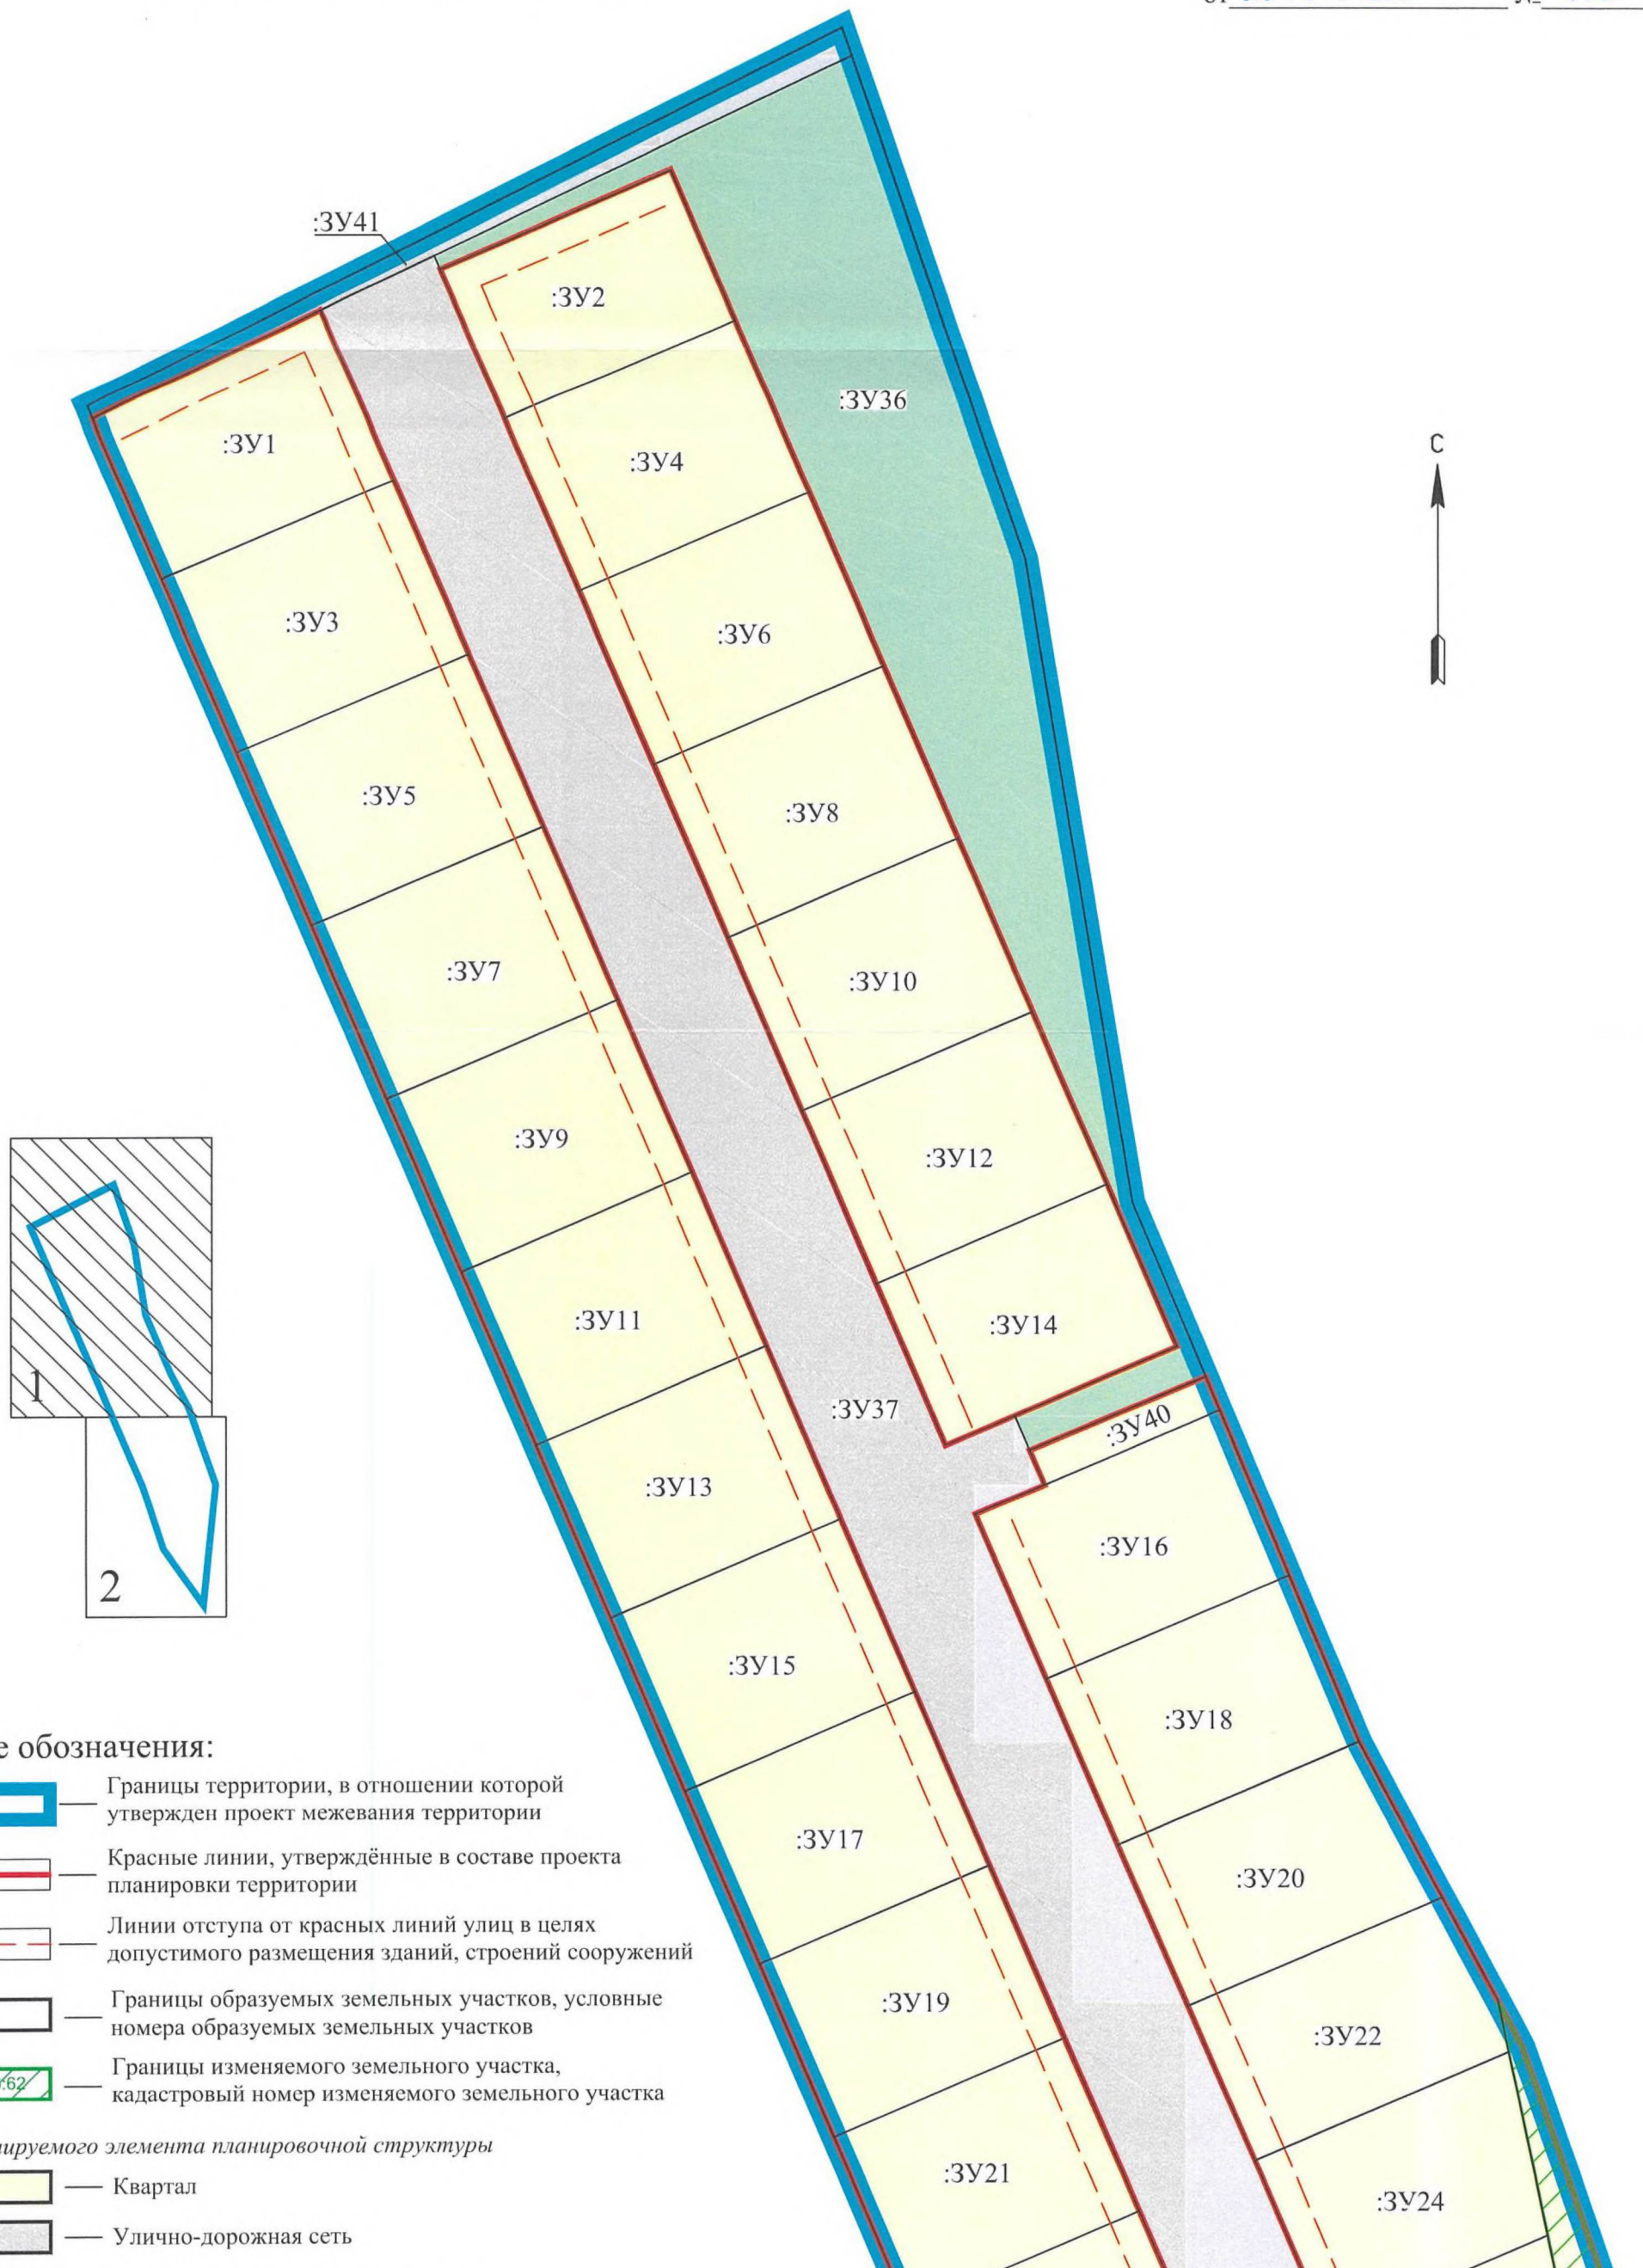 :ЗУ41
:ЗУ2
:ЗУ36
:ЗУ1
:ЗУ4
С
:ЗУ3
:ЗУ6
:ЗУ5
:ЗУ8
:ЗУ7
:ЗУ10
:ЗУ9
:ЗУ12
:ЗУ11
:ЗУ14
1
:ЗУ37
:ЗУ40
:ЗУ13
:ЗУ16
2
:ЗУ15
:ЗУ18
:ЗУ17
:ЗУ20
:ЗУ19
:ЗУ22
:ЗУ21
:ЗУ24
е обозначения:
Границы территории, в отношении которой
утвержден проект межевания территории
Красные линии, утверждённые в составе проекта
планировки территории
Линии отступа от красных линий улиц в целях
допустимого размещения зданий, строений сооружений
Границы образуемых земельных участков, условные
номера образуемых земельных участков
:62
Границы изменяемого земельного участка,
кадастровый номер изменяемого земельного участка
ируемого элемента планировочной структуры
Квартал
Улично-дорожная сеть